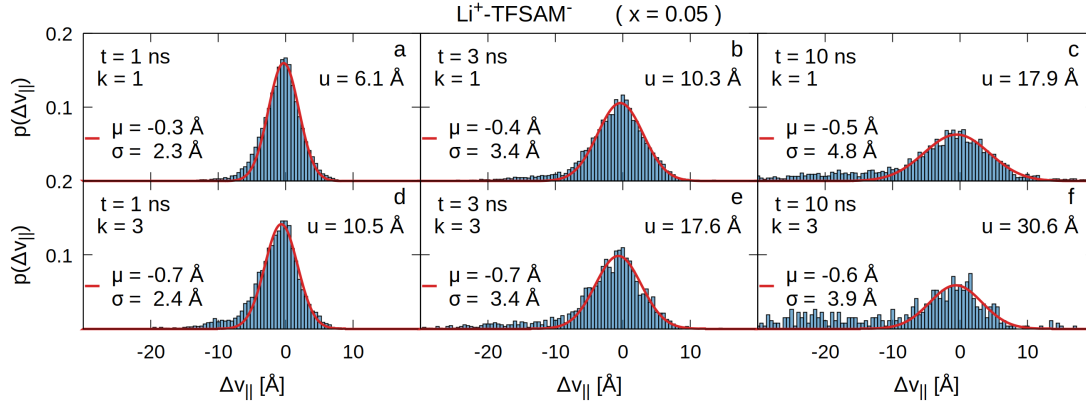 Li⁺-TFSAM⁻ ( x = 0.05)
p(Δv||)
0.2
0.1
t = 1 ns
k = 1
a
u = 6.1 Å
μ = -0.3 Å
σ = 2.3 Å
t = 3 ns
k = 1
b
u = 10.3 Å
μ = -0.4 Å
σ = 3.4 Å
t = 10 ns
k = 1
c
u = 17.9 Å
μ = -0.5 Å
σ = 4.8 Å
p(Δv||)
0.2
0.1
t = 1 ns
k = 3
d
u = 10.5 Å
μ = -0.7 Å
σ = 2.4 Å
t = 3 ns
k = 3
e
u = 17.6 Å
μ = -0.7 Å
σ = 3.4 Å
t = 10 ns
k = 3
f
u = 30.6 Å
μ = -0.6 Å
σ = 3.9 Å
-20 -10 0 10 -20 -10 0 10 -20 -10 0 10
Δv|| [Å] Δv|| [Å] Δv|| [Å]